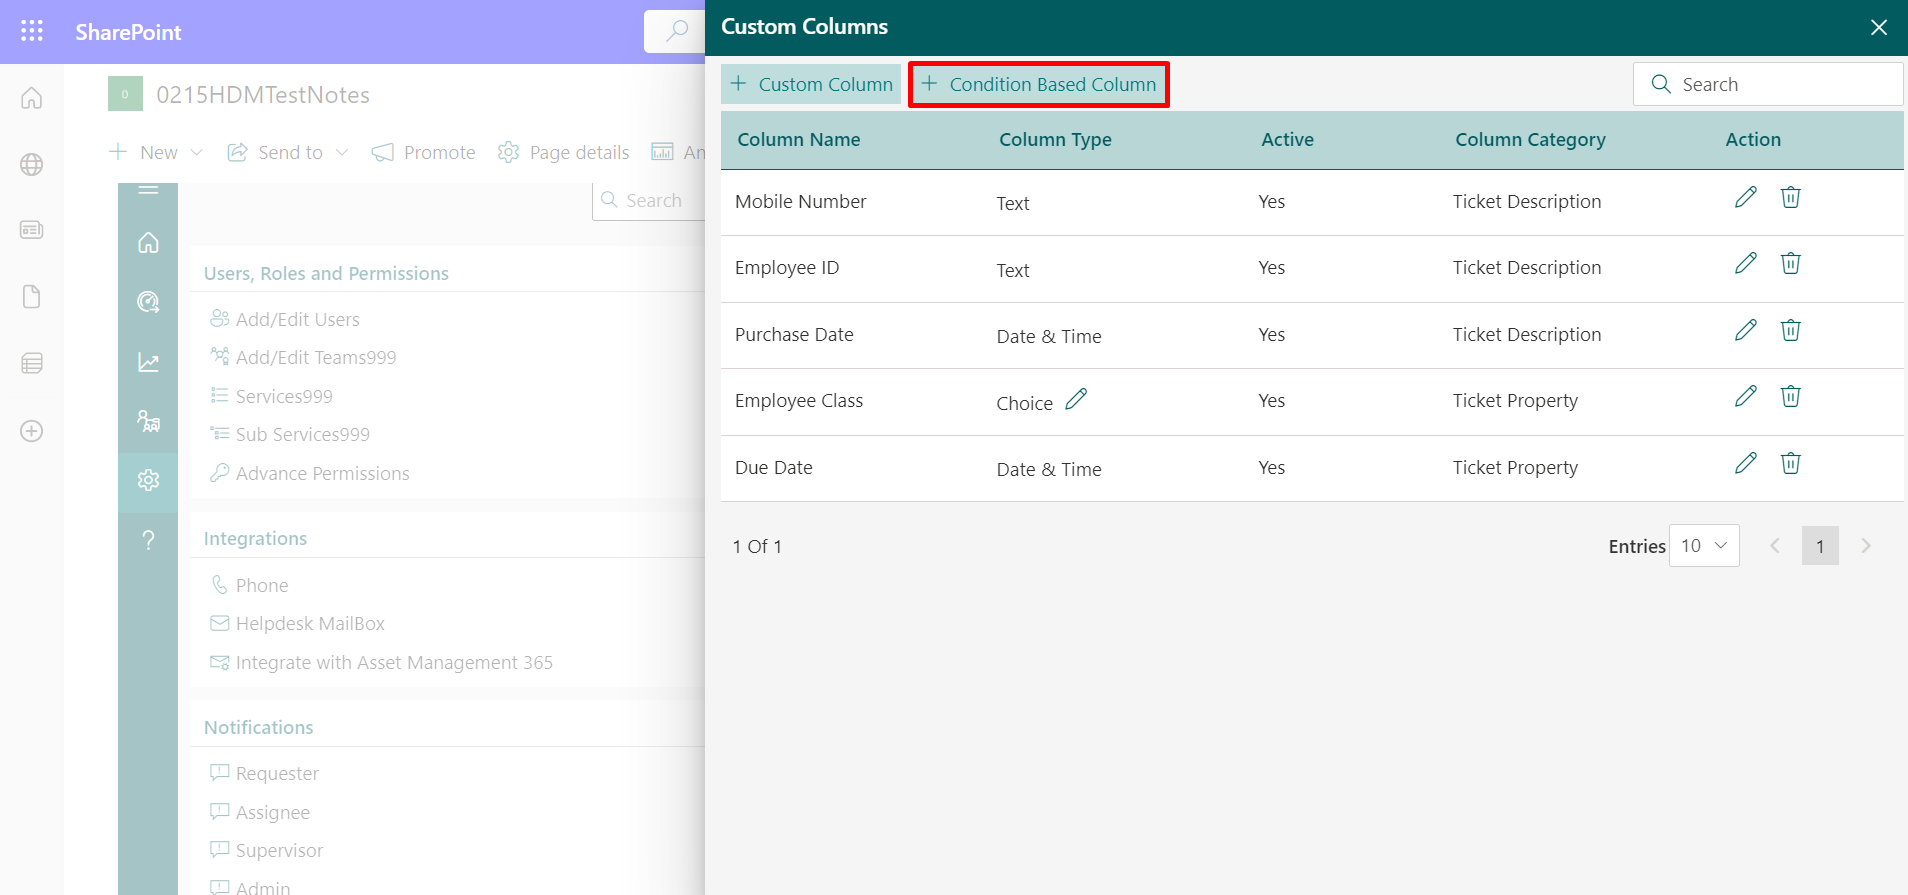 SharePoint
0
0215HDMTestNotes
New
Send to
Promote
Page details
Search
Users, Roles and Permissions
Add/Edit Users
Add/Edit Teams999
Services999
Sub Services999
Advance Permissions
Integrations
Phone
Helpdesk MailBox
Integrate with Asset Management 365
Notifications
Requester
Assignee
Supervisor
Admin
Custom Columns
Custom Column
Condition Based Column
Search
Column Name Column Type Active Column Category Action
Mobile Number Text Yes Ticket Description
Employee ID Text Yes Ticket Description
Purchase Date Date & Time Yes Ticket Description
Employee Class Choice Yes Ticket Property
Due Date Date & Time Yes Ticket Property
1 Of 1
Entries 10 1